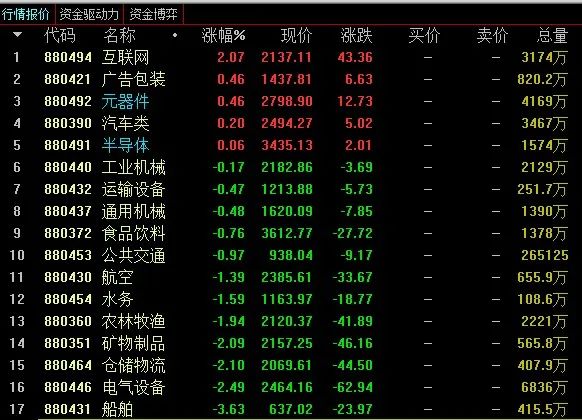 行情报价 资金驱动力 资金博弈
代码 名称 涨幅% 现价 涨跌 买价 卖价 总量
1 880494 互联网 2.07 2137.11 43.36 — — 3174万
2 880421 广告包装 0.46 1437.81 6.63 — — 820.2万
3 880492 元器件 0.46 2798.90 12.73 — — 4169万
4 880390 汽车类 0.20 2494.27 5.02 — — 3467万
5 880491 半导体 0.06 3435.13 2.01 — — 1574万
6 880440 工业机械 -0.17 2182.86 -3.69 — — 2129万
7 880432 运输设备 -0.47 1213.88 -5.73 — — 251.7万
8 880437 通用机械 -0.48 1620.09 -7.85 — — 1390万
9 880372 食品饮料 -0.76 3612.77 -27.72 — — 1378万
10 880453 公共交通 -0.97 938.04 -9.17 — — 265125
11 880430 航空 -1.39 2385.61 -33.67 — — 655.9万
12 880454 水务 -1.59 1163.97 -18.77 — — 108.6万
13 880360 农林牧渔 -1.94 2120.37 -41.89 — — 2221万
14 880351 矿物制品 -2.09 2157.25 -46.16 — — 565.8万
15 880464 仓储物流 -2.10 2069.61 -44.50 — — 407.9万
16 880446 电气设备 -2.49 2464.16 -62.94 — — 6836万
17 880431 船舶 -3.63 637.02 -23.97 — — 415.5万